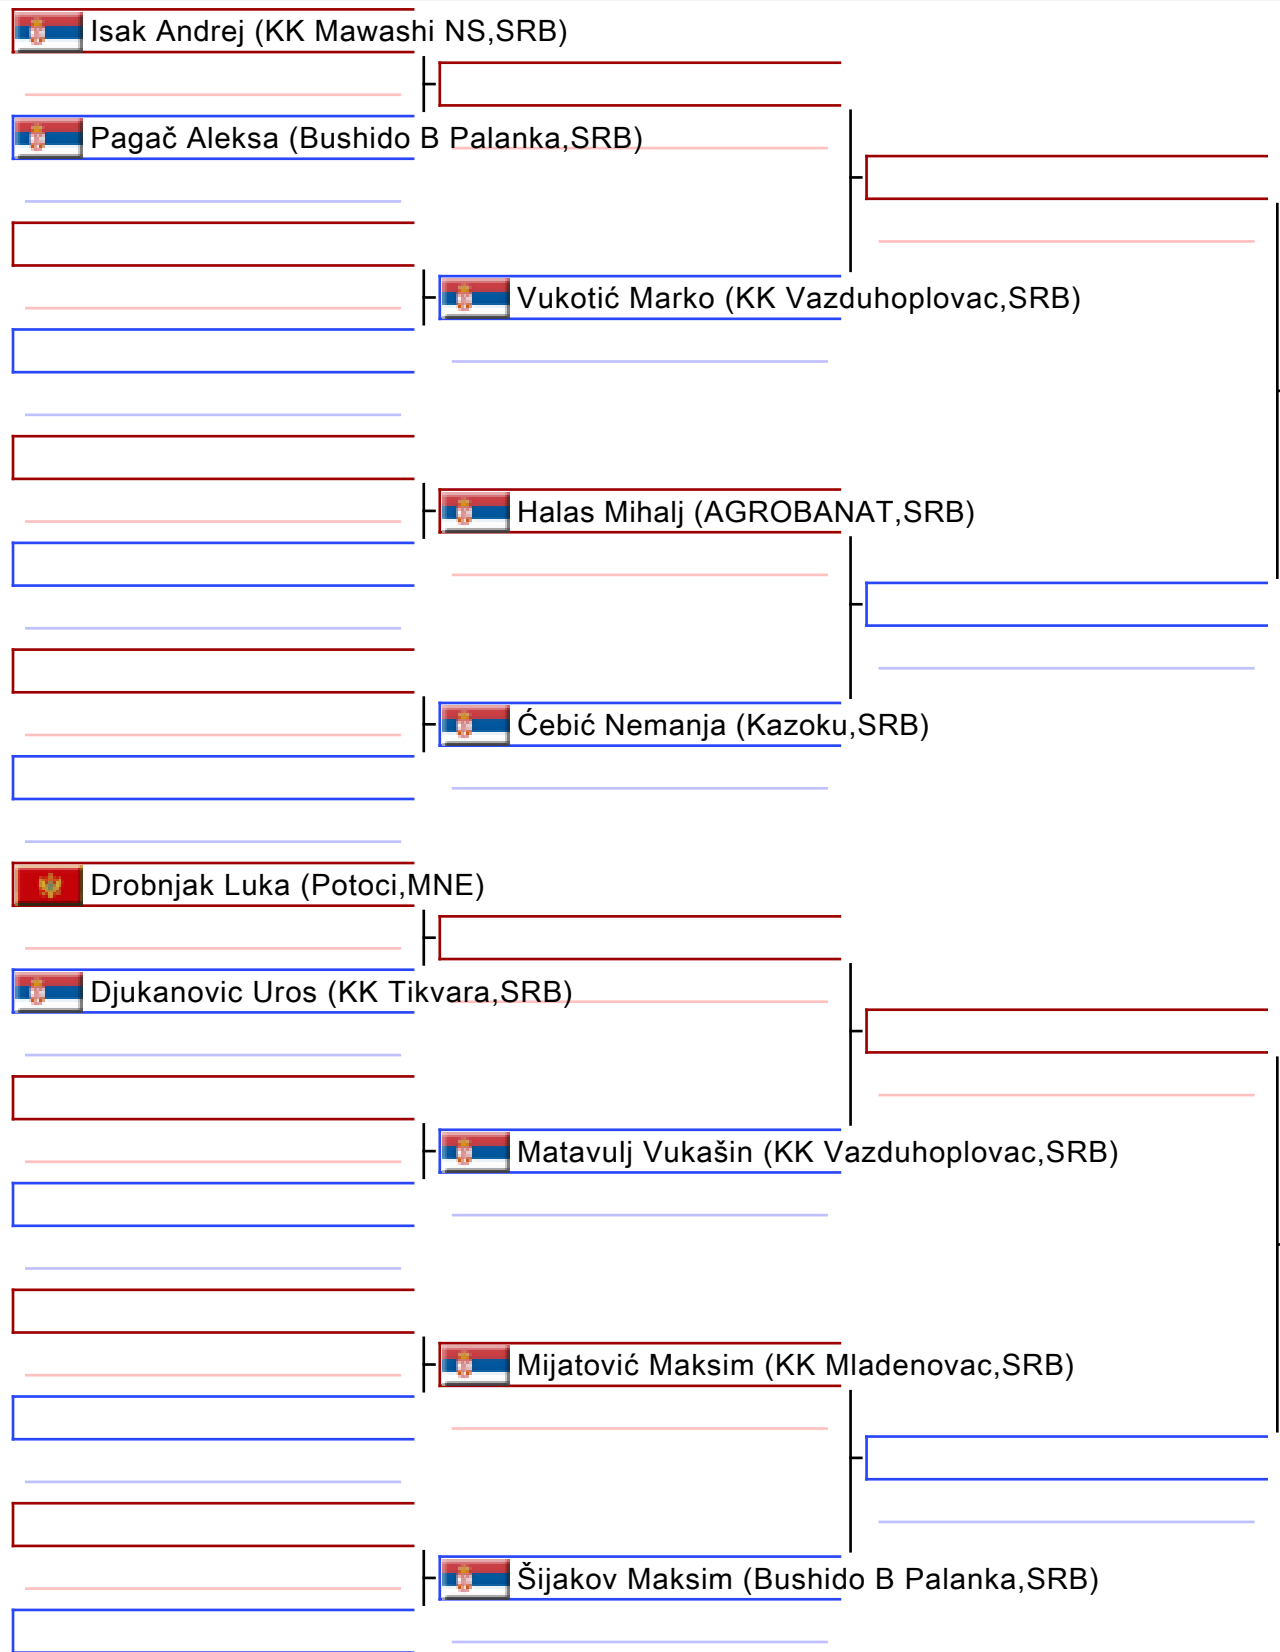 Isak Andrej (KK Mawashi NS,SRB)
Pagač Aleksa (Bushido B Palanka,SRB)
Vukotić Marko (KK Vazduhoplovac,SRB)
Halas Mihalj (AGROBANAT,SRB)
Ćebić Nemanja (Kazoku,SRB)
Drobnjak Luka (Potoci,MNE)
Djukanovic Uros (KK Tikvara,SRB)
Matavulj Vukašin (KK Vazduhoplovac,SRB)
Mijatović Maksim (KK Mladenovac,SRB)
Šijakov Maksim (Bushido B Palanka,SRB)